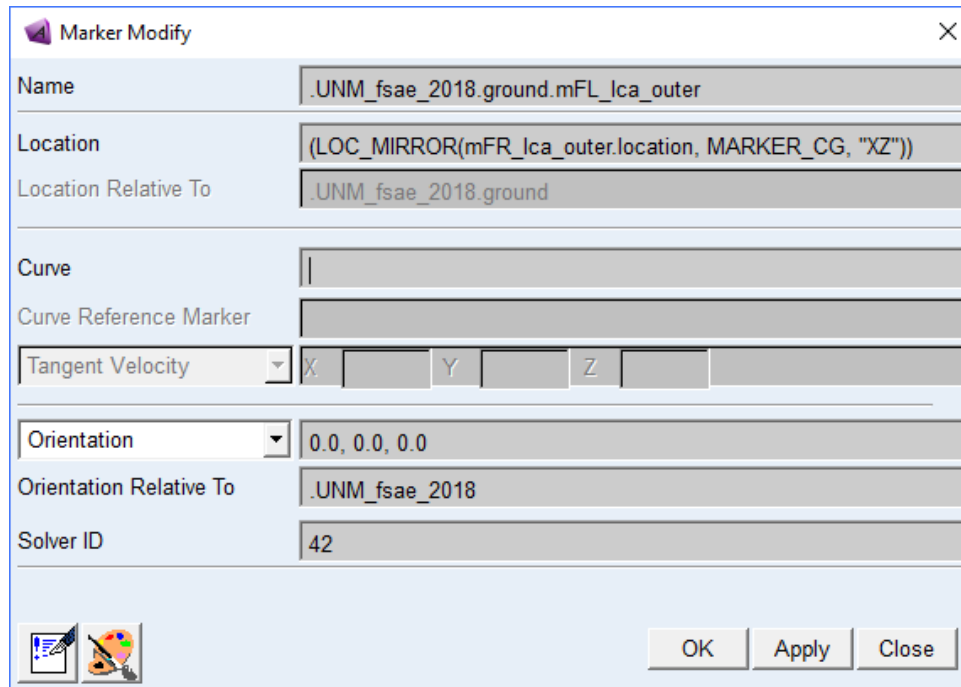 Marker Modify
Name .UNM_fsae_2018.ground.mFL_lca_outer
Location (LOC_MIRROR(mFR_lca_outer.location, MARKER_CG, "XZ"))
Location Relative To .UNM_fsae_2018.ground
Curve
Curve Reference Marker
Tangent Velocity X Y Z
Orientation 0.0, 0.0, 0.0
Orientation Relative To .UNM_fsae_2018
Solver ID 42
OK Apply Close